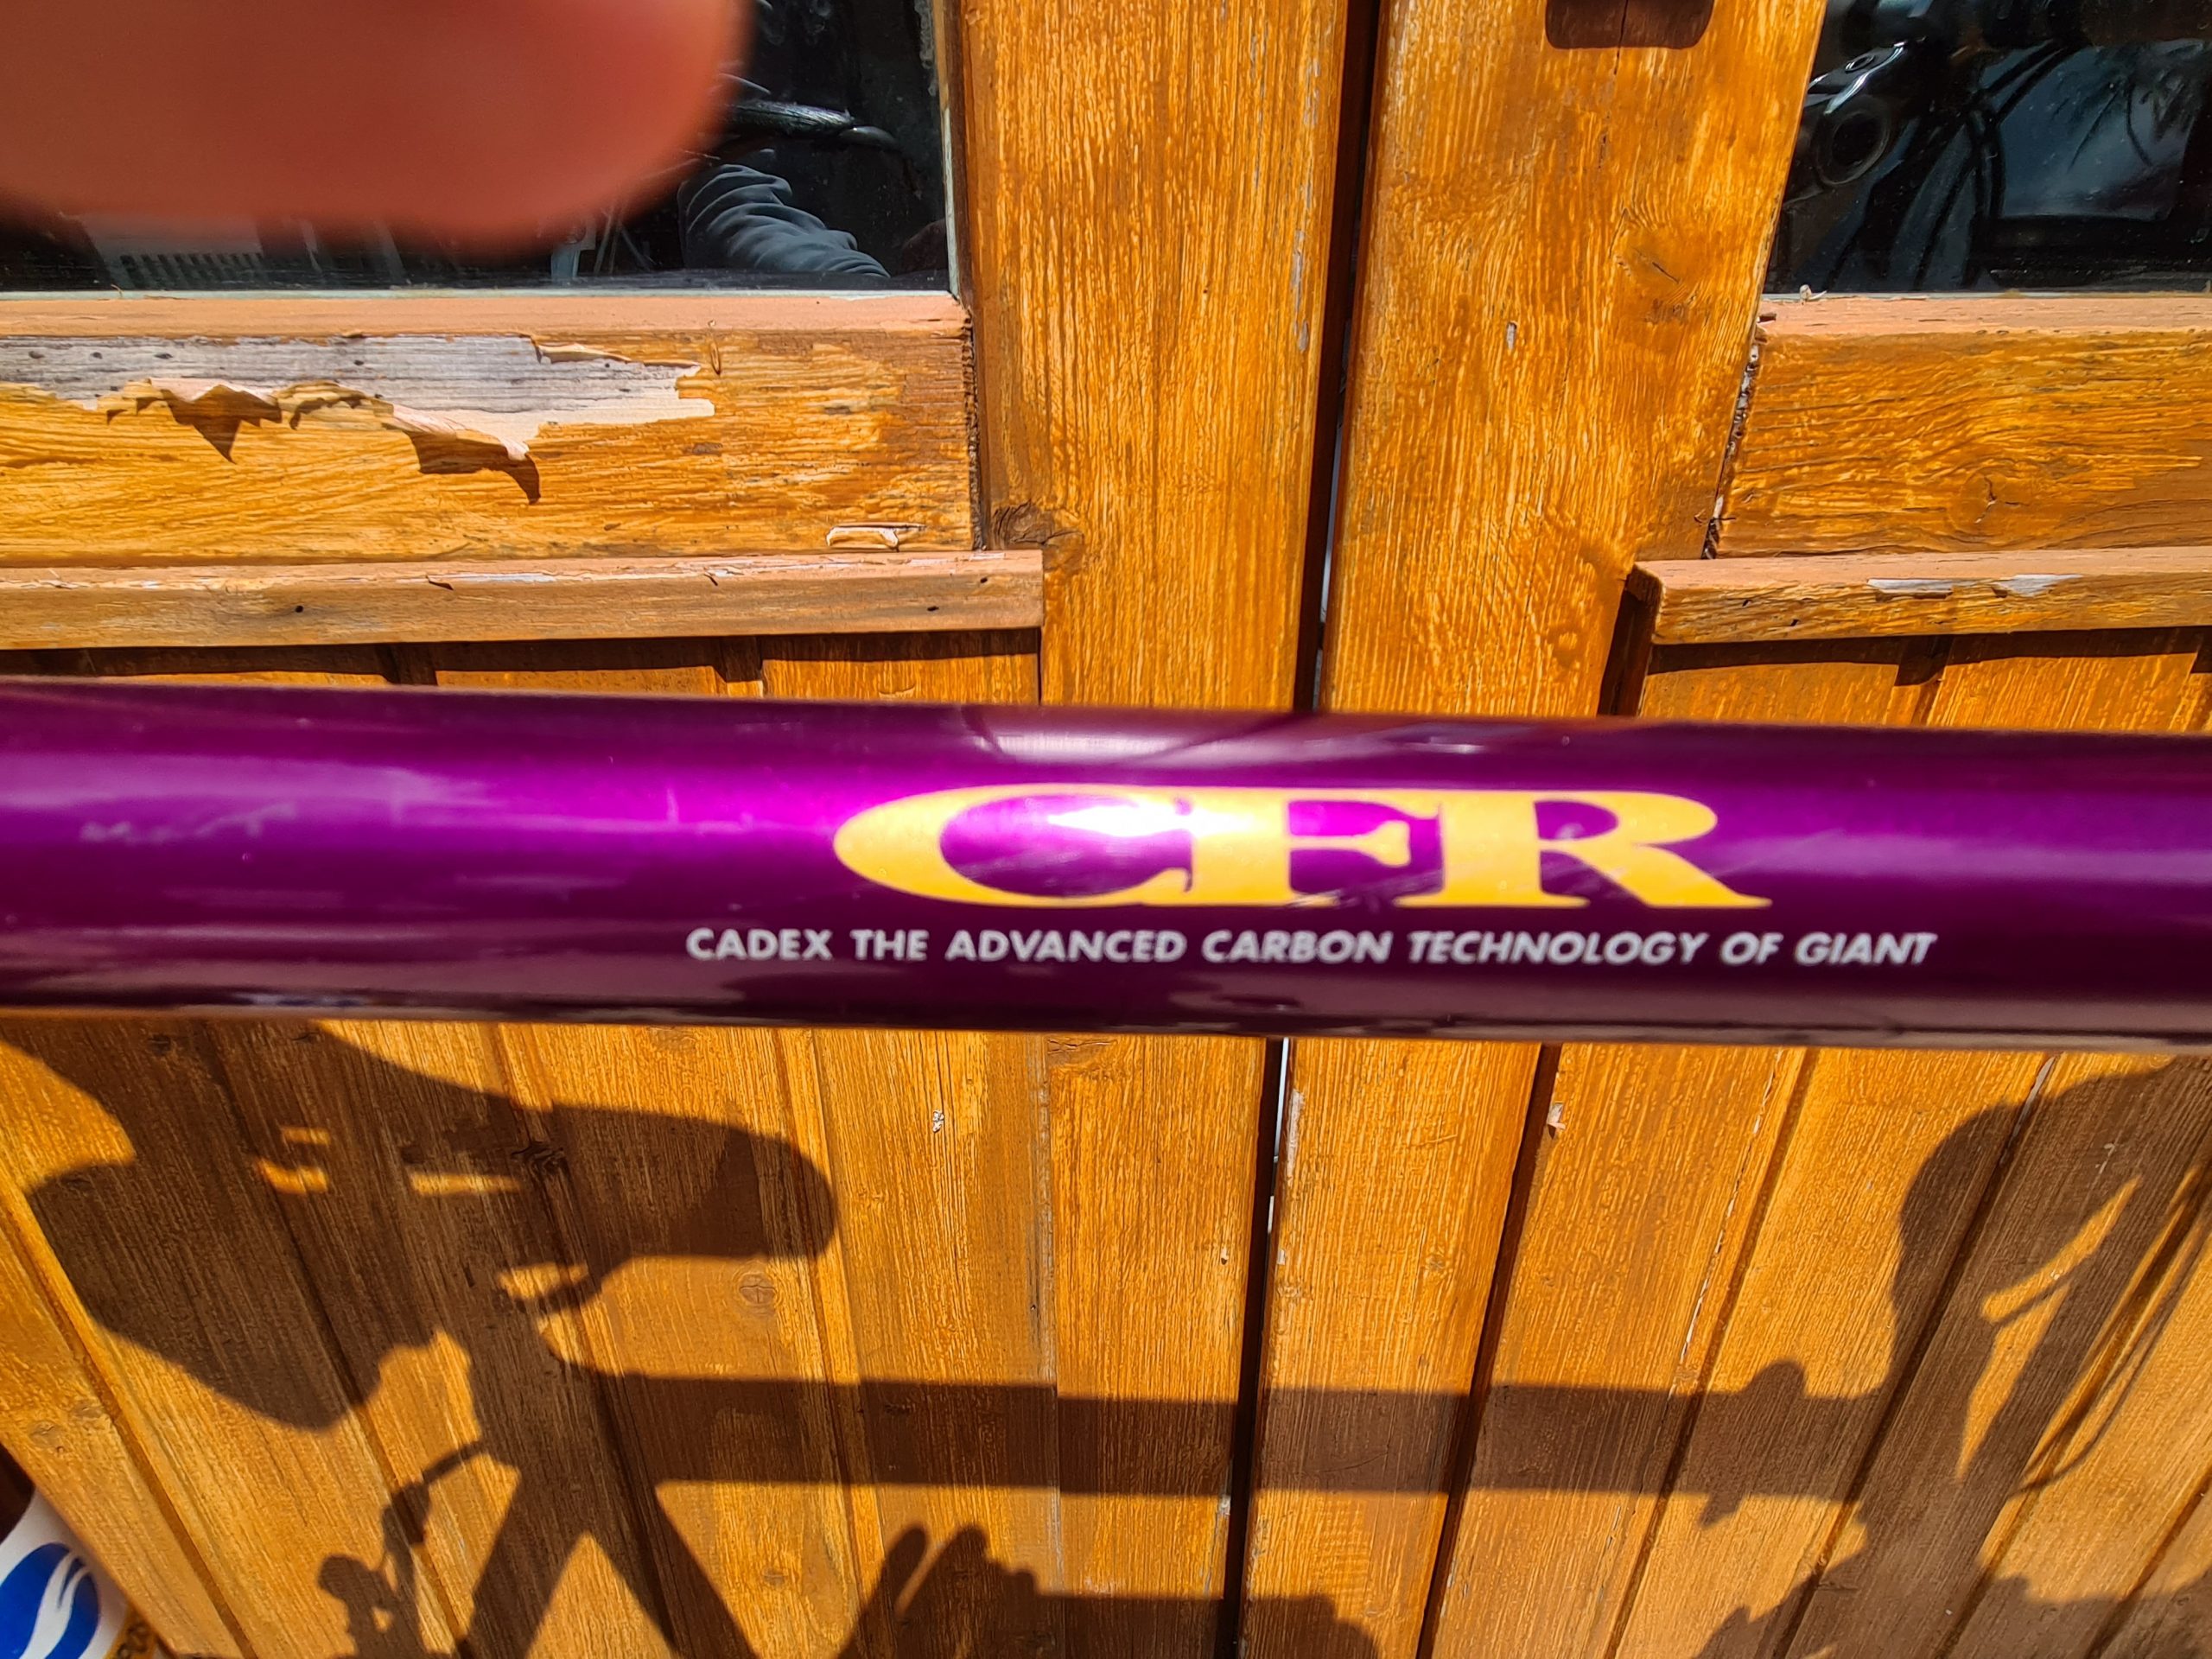 CFR
CADEX THE ADVANCED CARBON TECHNOLOGY OF GIANT